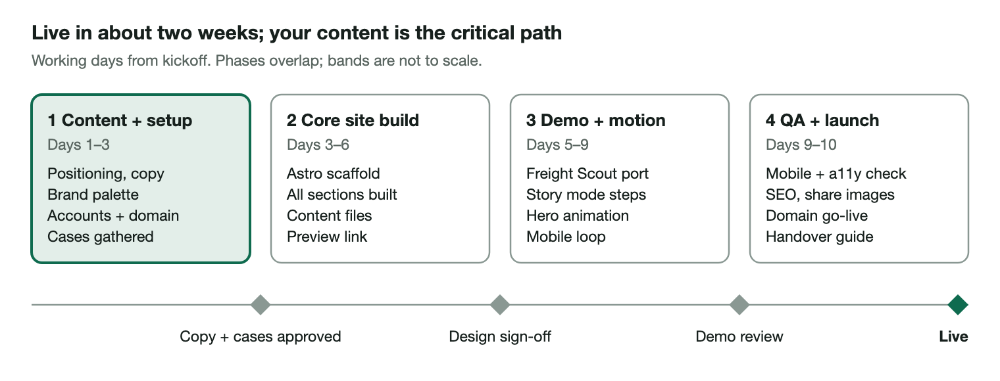 Live in about two weeks; your content is the critical path
Working days from kickoff. Phases overlap; bands are not to scale.
1 Content + setup
Days 1–3
Positioning, copy
Brand palette
Accounts + domain
Cases gathered
2 Core site build
Days 3–6
Astro scaffold
All sections built
Content files
Preview link
3 Demo + motion
Days 5–9
Freight Scout port
Story mode steps
Hero animation
Mobile loop
4 QA + launch
Days 9–10
Mobile + a11y check
SEO, share images
Domain go-live
Handover guide
Copy + cases approved
Design sign-off
Demo review
Live